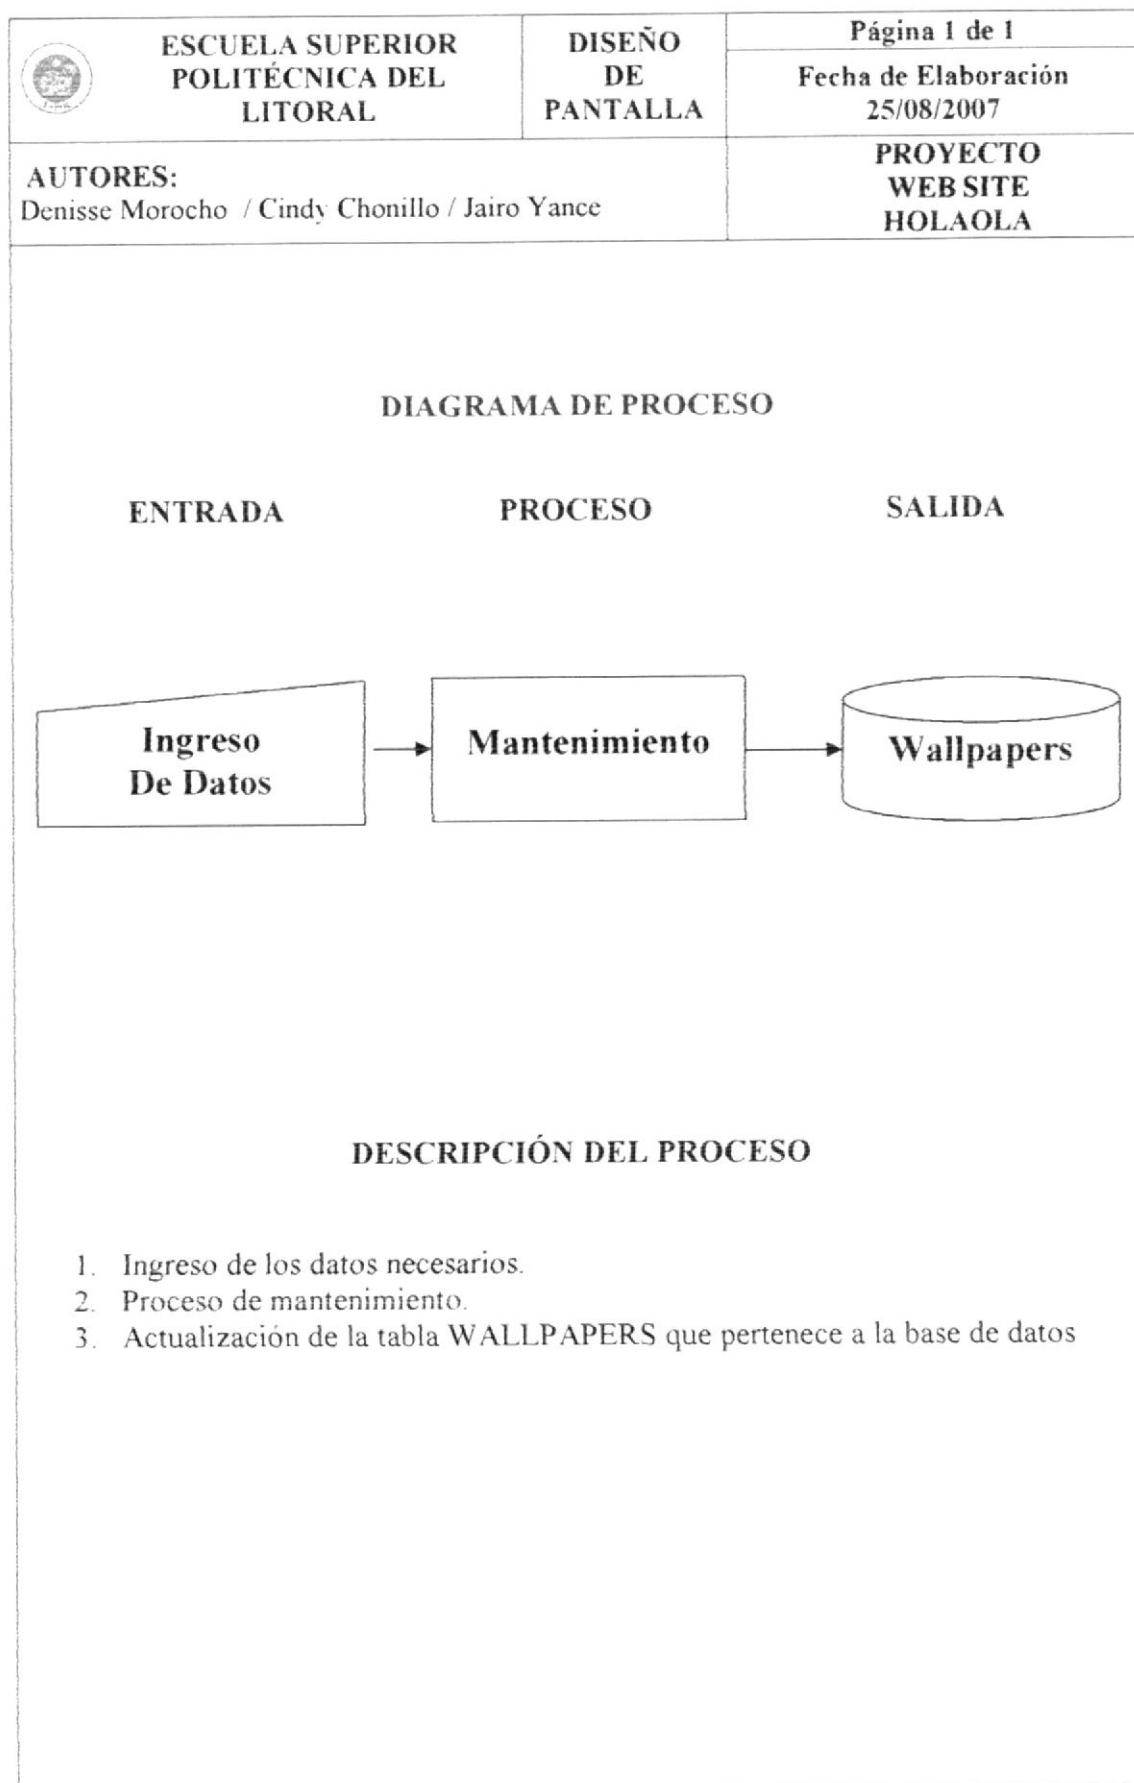 ESCUELA SUPERIOR
POLITÉCNICA DEL
LITORAL
DISEÑO
DE
PANTALLA
Página 1 de 1
Fecha de Elaboración
25/08/2007
AUTORES:
Denisse Morocho / Cindy Chonillo / Jairo Yance
PROYECTO
WEB SITE
HOLAOLA
DIAGRAMA DE PROCESO
ENTRADA PROCESO SALIDA
Ingreso
De Datos
Mantenimiento
Wallpapers
DESCRIPCIÓN DEL PROCESO
1. Ingreso de los datos necesarios.
2. Proceso de mantenimiento.
3. Actualización de la tabla WALLPAPERS que pertenece a la base de datos